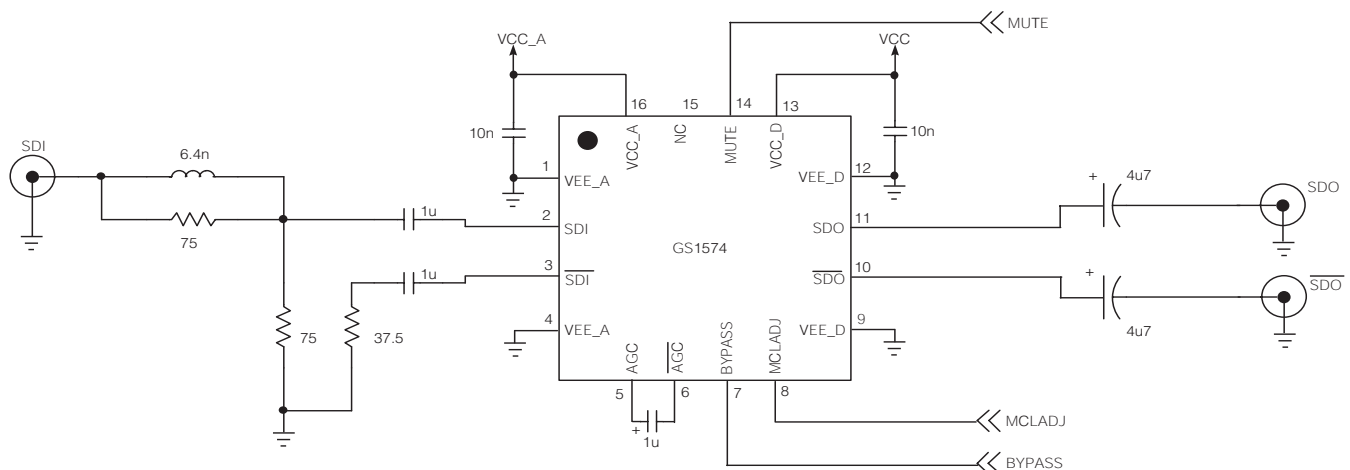 MUTE
VCC_A
VCC
16
15
14
13
10n
10n
SDI
6.4n
75
VCC_A
NC
MUTE
VCC_D
1
VEE_A
VEE_D
12
1u
2
SDI
SDO
11
+
4u7
SDO
GS1574
1u
3
SDI
SDO
10
+
4u7
SDO
75
37.5
4
VEE_A
VEE_D
9
AGC
AGC
BYPASS
MCLADJ
5
6
7
8
+
1u
MCLADJ
BYPASS